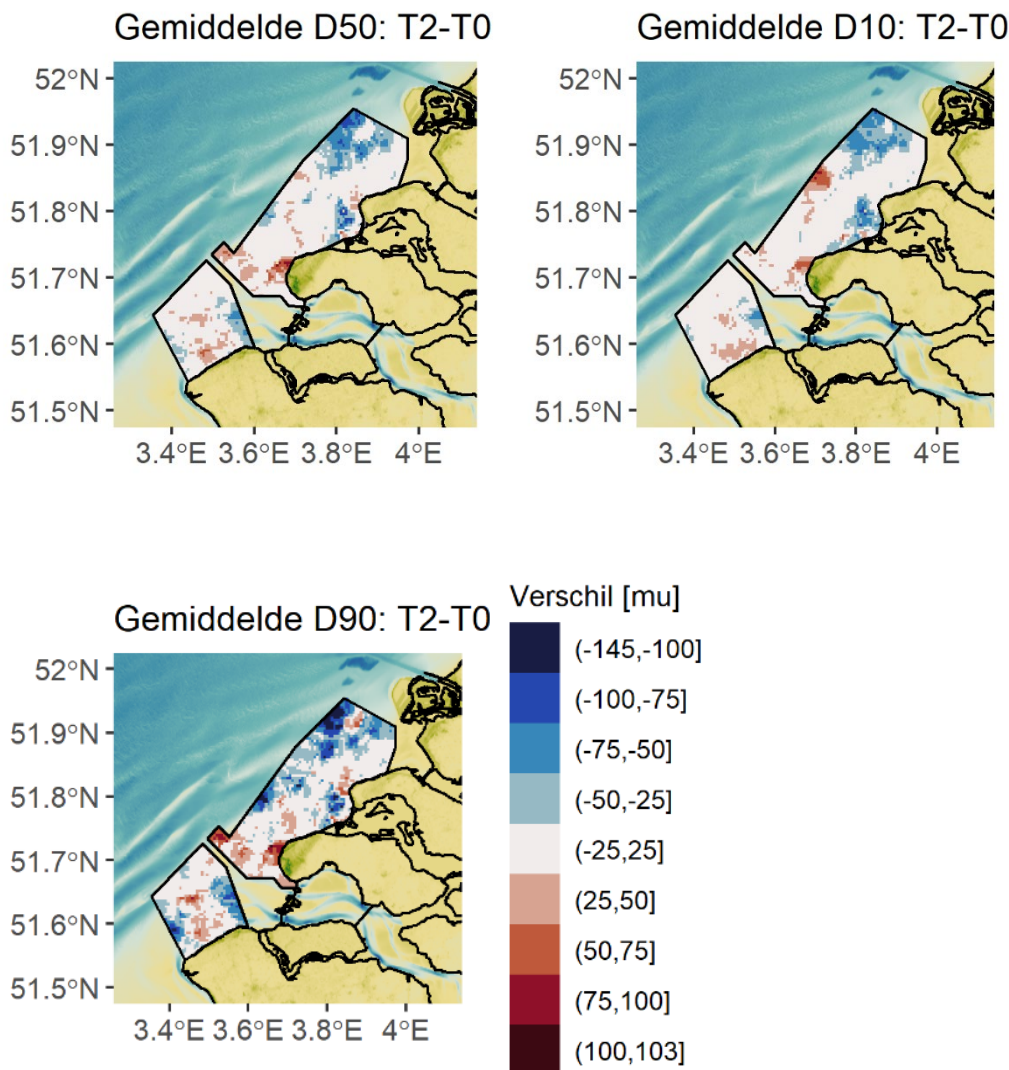 Gemiddelde D50: T2-T0
52°N
51.9°N
51.8°N
51.7°N
51.6°N
51.5°N
3.4°E 3.6°E 3.8°E 4°E
Gemiddelde D10: T2-T0
52°N
51.9°N
51.8°N
51.7°N
51.6°N
51.5°N
3.4°E 3.6°E 3.8°E 4°E
Gemiddelde D90: T2-T0
52°N
51.9°N
51.8°N
51.7°N
51.6°N
51.5°N
3.4°E 3.6°E 3.8°E 4°E
Verschil [mu]
(-145,-100]
(-100,-75]
(-75,-50]
(-50,-25]
(-25,25]
(25,50]
(50,75]
(75,100]
(100,103]